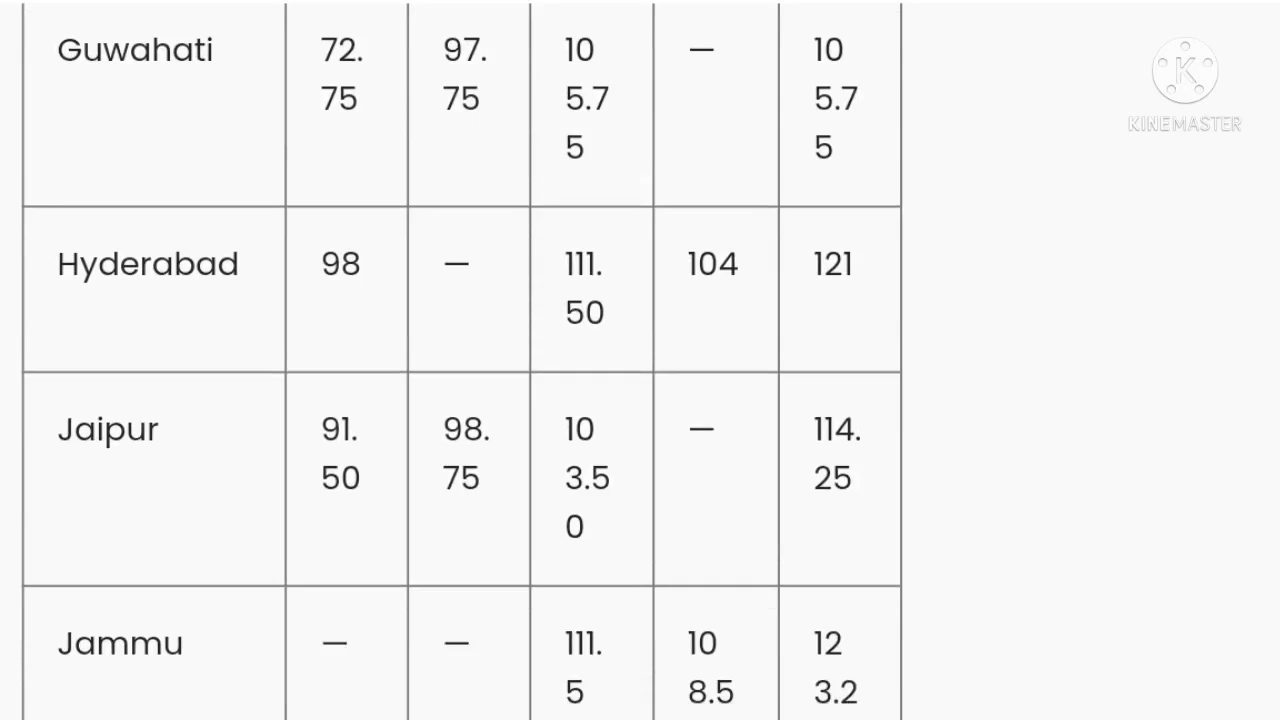 Guwahati 72. 97. 10 — 10
75 75 5.7 5.7
5 5
Hyderabad 98 — 111. 104 121
50
Jaipur 91. 98. 10 — 114.
50 75 3.5 25
0
Jammu — — 111. 10 12
5 8.5 3.2
K
KINEMASTER